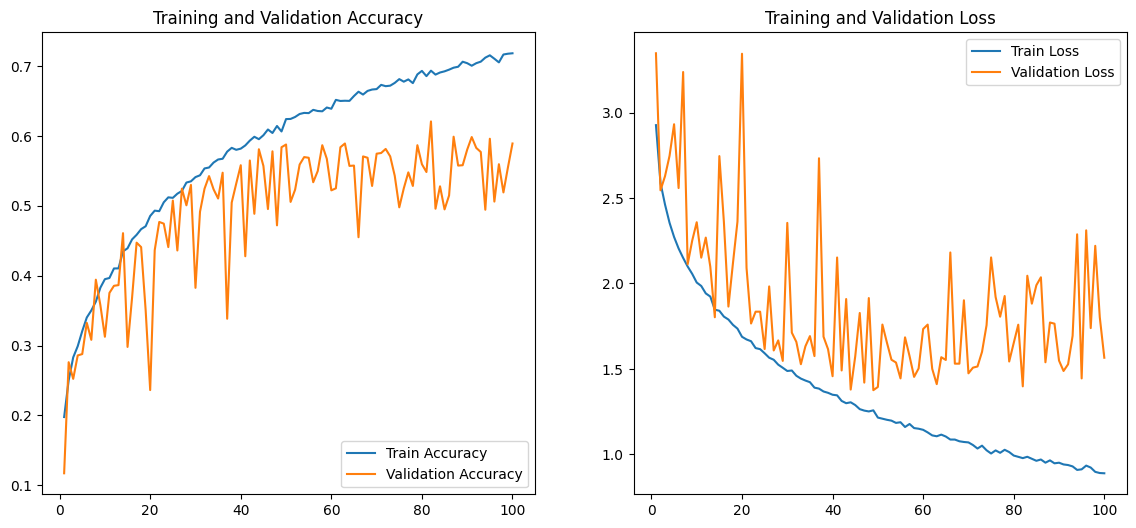 Training and Validation Accuracy
0.7
0.6
0.5
0.4
0.3
0.2
0.1
0 20 40 60 80 100
Train Accuracy
Validation Accuracy
Training and Validation Loss
3.0
2.5
2.0
1.5
1.0
0 20 40 60 80 100
Train Loss
Validation Loss